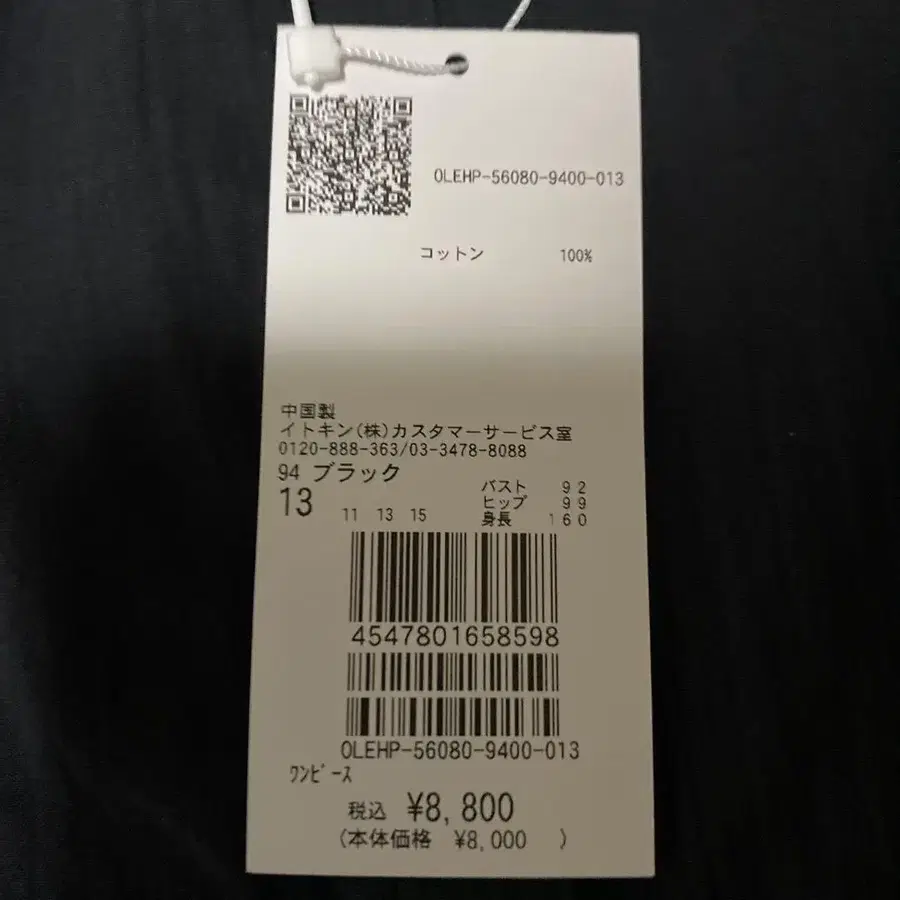 OLEHP-56080-9400-013
コットン 100%
中国製
イトキン(株)カスタマーサービス室
0120-888-363/03-3478-8088
94 ブラック
13
11 13 15
バスト 92
ヒップ 99
身長 160
4547801658598
OLEHP-56080-9400-013
ワンピース
税込 ¥8,800
(本体価格 ¥8,000 )